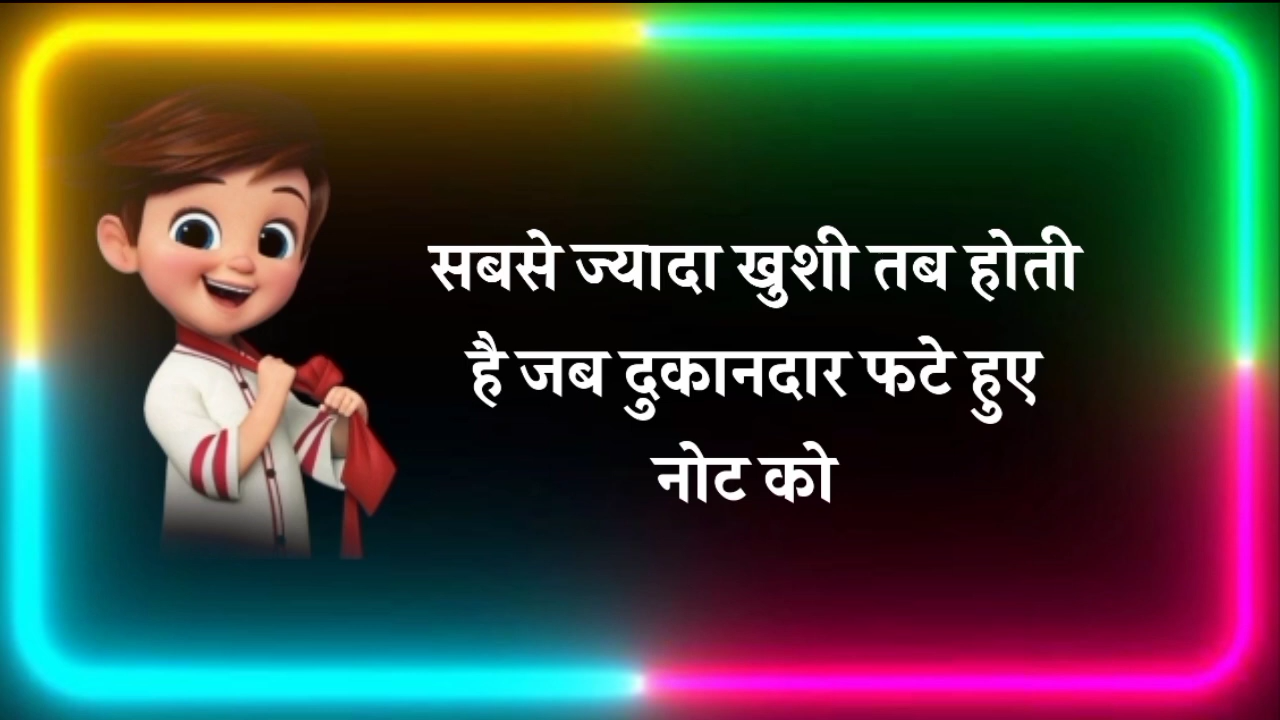 सबसे ज्यादा खुशी तब होती
है जब दुकानदार फटे हुए
नोट को